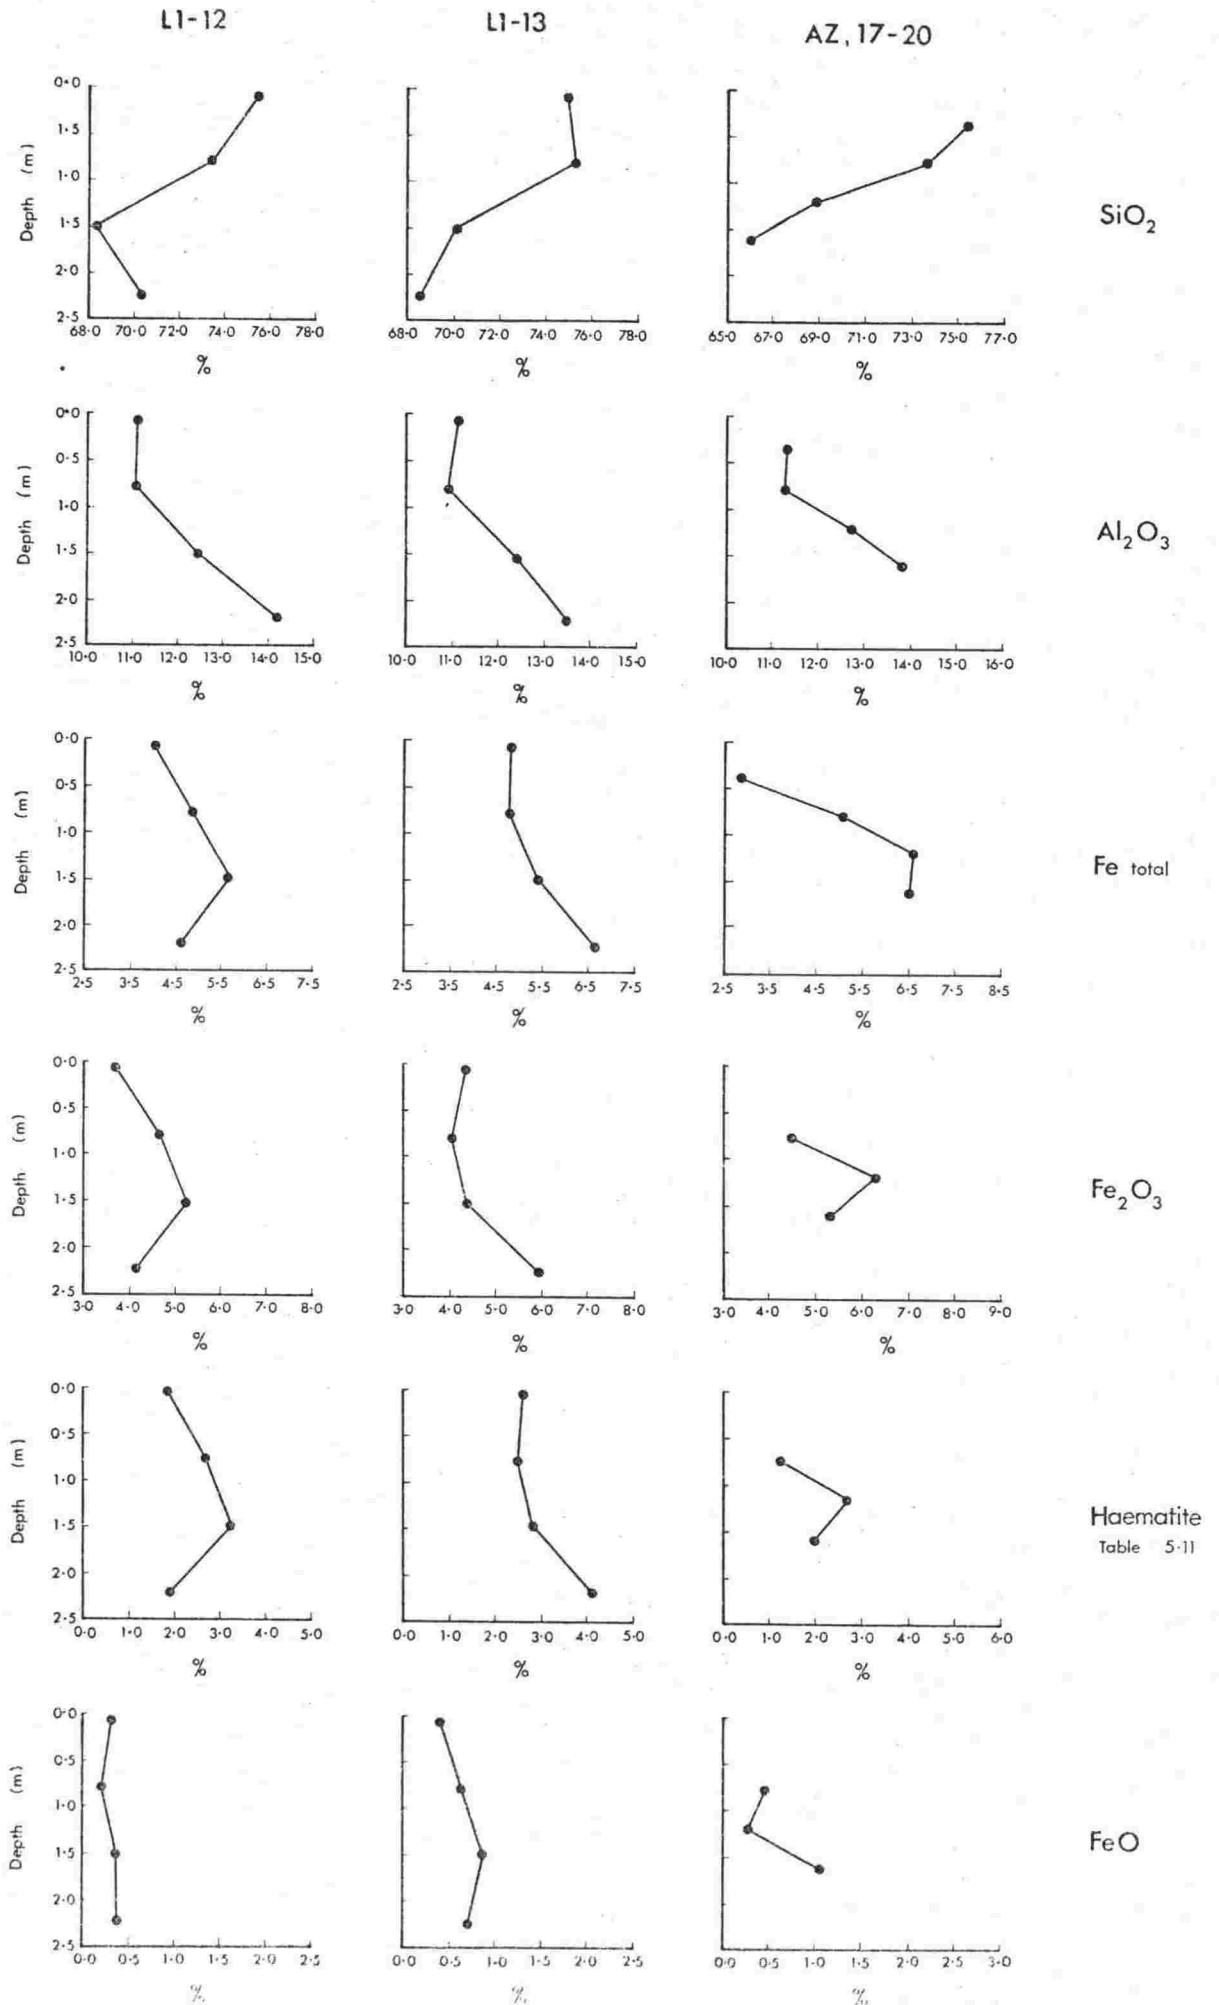 L1-12 L1-13 AZ, 17-20
0·0
1·5
1·0
1·5
2·0
2·5
Depth (m)
68·0 70·0 72·0 74·0 76·0 78·0
%
68·0 70·0 72·0 74·0 76·0 78·0
%
65·0 67·0 69·0 71·0 73·0 75·0 77·0
%
SiO₂
0·0
0·5
1·0
1·5
2·0
2·5
Depth (m)
10·0 11·0 12·0 13·0 14·0 15·0
%
10·0 11·0 12·0 13·0 14·0 15·0
%
10·0 11·0 12·0 13·0 14·0 15·0 16·0
%
Al₂O₃
0·0
0·5
1·0
1·5
2·0
2·5
Depth (m)
2·5 3·5 4·5 5·5 6·5 7·5
%
2·5 3·5 4·5 5·5 6·5 7·5
%
2·5 3·5 4·5 5·5 6·5 7·5 8·5
%
Fe total
0·0
0·5
1·0
1·5
2·0
2·5
Depth (m)
3·0 4·0 5·0 6·0 7·0 8·0
%
3·0 4·0 5·0 6·0 7·0 8·0
%
3·0 4·0 5·0 6·0 7·0 8·0 9·0
%
Fe₂O₃
0·0
0·5
1·0
1·5
2·0
2·5
Depth (m)
0·0 1·0 2·0 3·0 4·0 5·0
%
0·0 1·0 2·0 3·0 4·0 5·0
%
0·0 1·0 2·0 3·0 4·0 5·0 6·0
%
Haematite
Table 5·11
0·0
0·5
1·0
1·5
2·0
2·5
Depth (m)
0·0 0·5 1·0 1·5 2·0 2·5
%
0·0 0·5 1·0 1·5 2·0 2·5
%
0·0 0·5 1·0 1·5 2·0 2·5 3·0
%
FeO